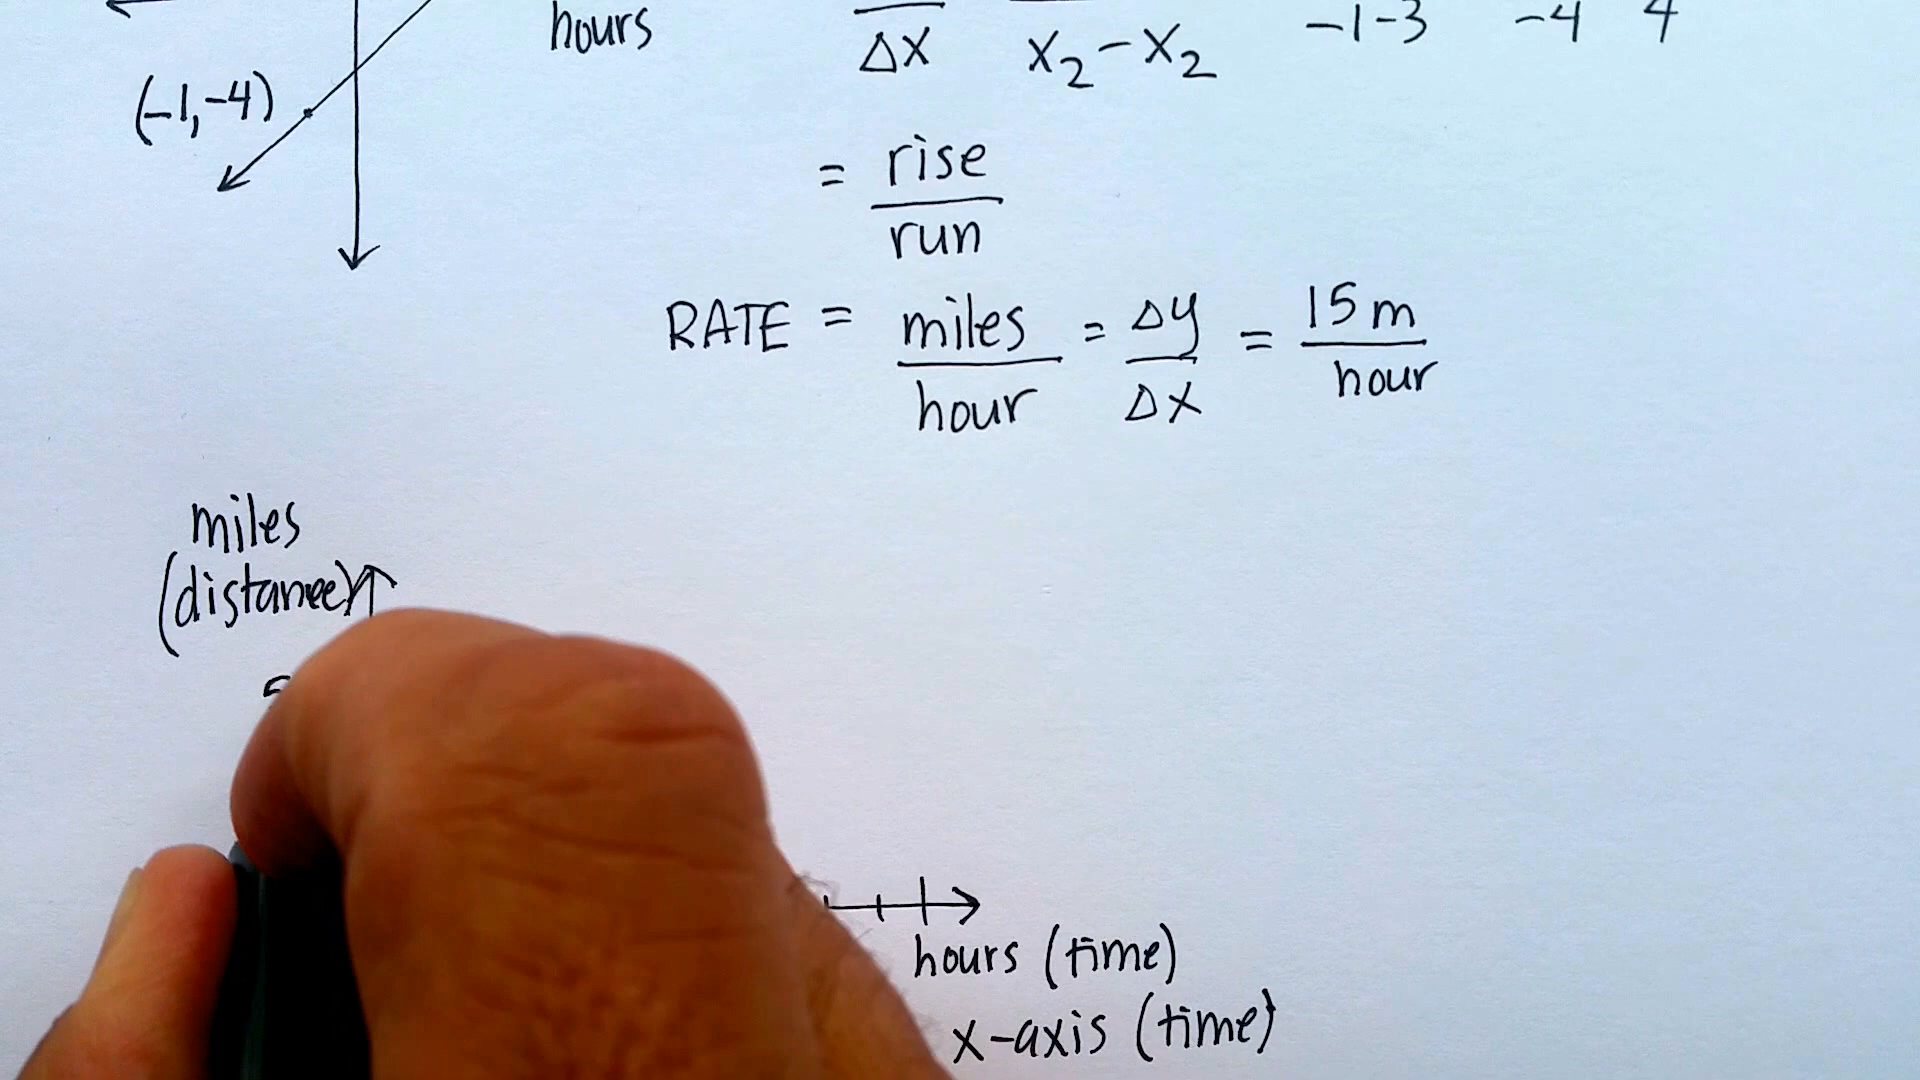 hours
ΔX X2-X2 -1-3 -4 4
(-1,-4)
= rise
run
RATE = miles = Δy = 15 m
hour ΔX hour
miles
(distance)
hours (time)
x-axis (time)